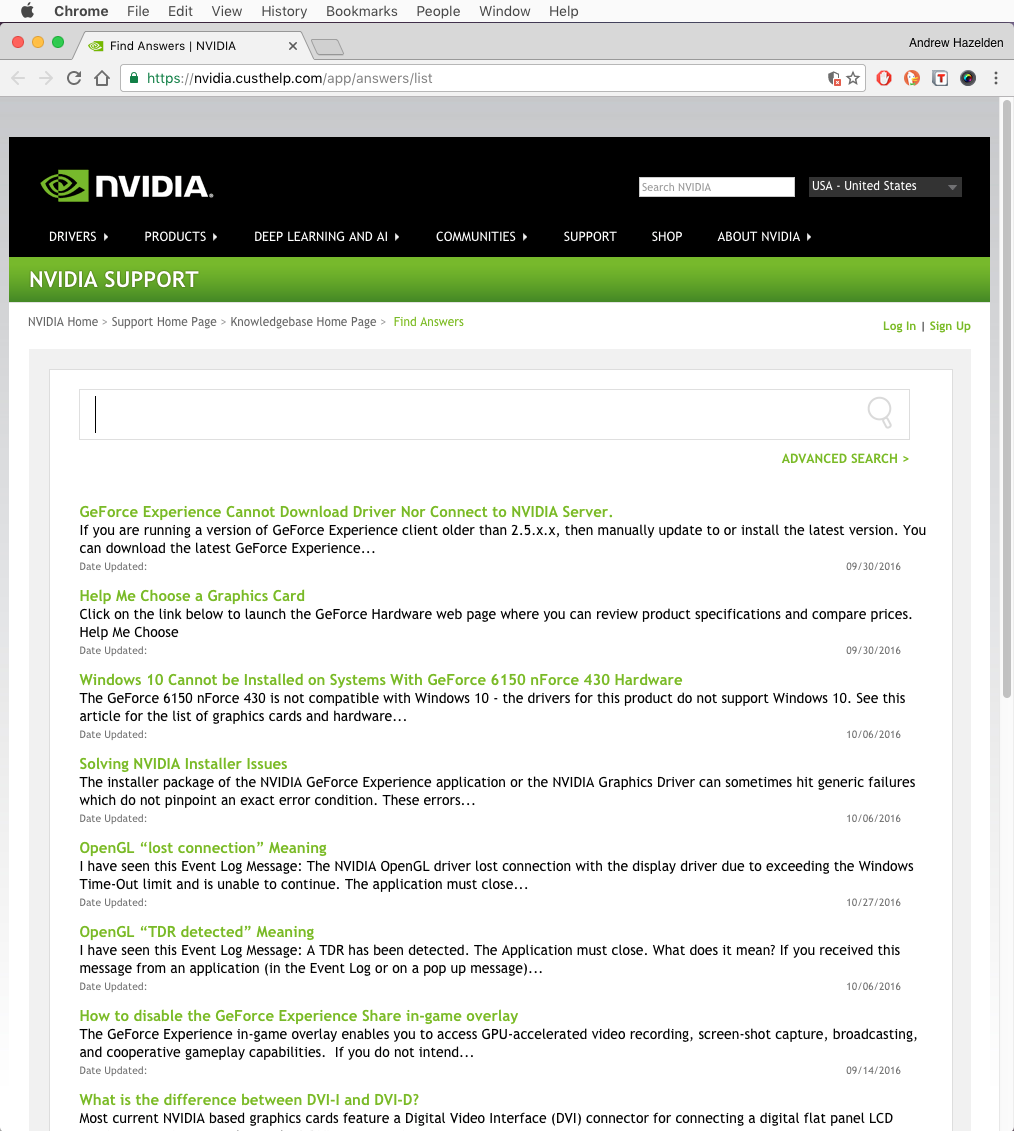 Chrome File Edit View History Bookmarks People Window Help
Find Answers | NVIDIA
Andrew Hazelden
https://nvidia.custhelp.com/app/answers/list
NVIDIA.
Search NVIDIA
USA - United States
DRIVERS PRODUCTS DEEP LEARNING AND AI COMMUNITIES SUPPORT SHOP ABOUT NVIDIA
NVIDIA SUPPORT
NVIDIA Home > Support Home Page > Knowledgebase Home Page > Find Answers
Log In | Sign Up
ADVANCED SEARCH >
GeForce Experience Cannot Download Driver Nor Connect to NVIDIA Server.
If you are running a version of GeForce Experience client older than 2.5.x.x, then manually update to or install the latest version. You
can download the latest GeForce Experience...
Date Updated: 09/30/2016
Help Me Choose a Graphics Card
Click on the link below to launch the GeForce Hardware web page where you can review product specifications and compare prices.
Help Me Choose
Date Updated: 09/30/2016
Windows 10 Cannot be Installed on Systems With GeForce 6150 nForce 430 Hardware
The GeForce 6150 nForce 430 is not compatible with Windows 10 - the drivers for this product do not support Windows 10. See this
article for the list of graphics cards and hardware...
Date Updated: 10/06/2016
Solving NVIDIA Installer Issues
The installer package of the NVIDIA GeForce Experience application or the NVIDIA Graphics Driver can sometimes hit generic failures
which do not pinpoint an exact error condition. These errors...
Date Updated: 10/06/2016
OpenGL “lost connection” Meaning
I have seen this Event Log Message: The NVIDIA OpenGL driver lost connection with the display driver due to exceeding the Windows
Time-Out limit and is unable to continue. The application must close...
Date Updated: 10/27/2016
OpenGL “TDR detected” Meaning
I have seen this Event Log Message: A TDR has been detected. The Application must close. What does it mean? If you received this
message from an application (in the Event Log or on a pop up message)...
Date Updated: 10/06/2016
How to disable the GeForce Experience Share in-game overlay
The GeForce Experience in-game overlay enables you to access GPU-accelerated video recording, screen-shot capture, broadcasting,
and cooperative gameplay capabilities. If you do not intend...
Date Updated: 09/14/2016
What is the difference between DVI-I and DVI-D?
Most current NVIDIA based graphics cards feature a Digital Video Interface (DVI) connector for connecting a digital flat panel LCD